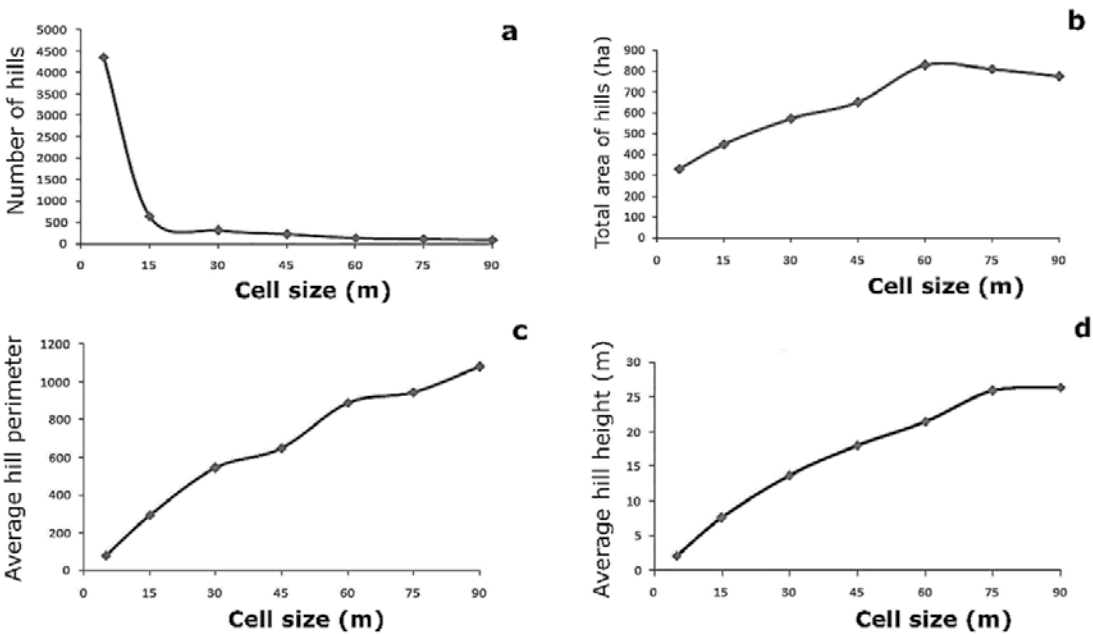 a
Number of hills
5000
4500
4000
3500
3000
2500
2000
1500
1000
500
0
0 15 30 45 60 75 90
Cell size (m)
b
Total area of hills (ha)
900
800
700
600
500
400
300
200
100
0
0 15 30 45 60 75 90
Cell size (m)
c
Average hill perimeter
1200
1000
800
600
400
200
0
0 15 30 45 60 75 90
Cell size (m)
d
Average hill height (m)
30
25
20
15
10
5
0
0 15 30 45 60 75 90
Cell size (m)